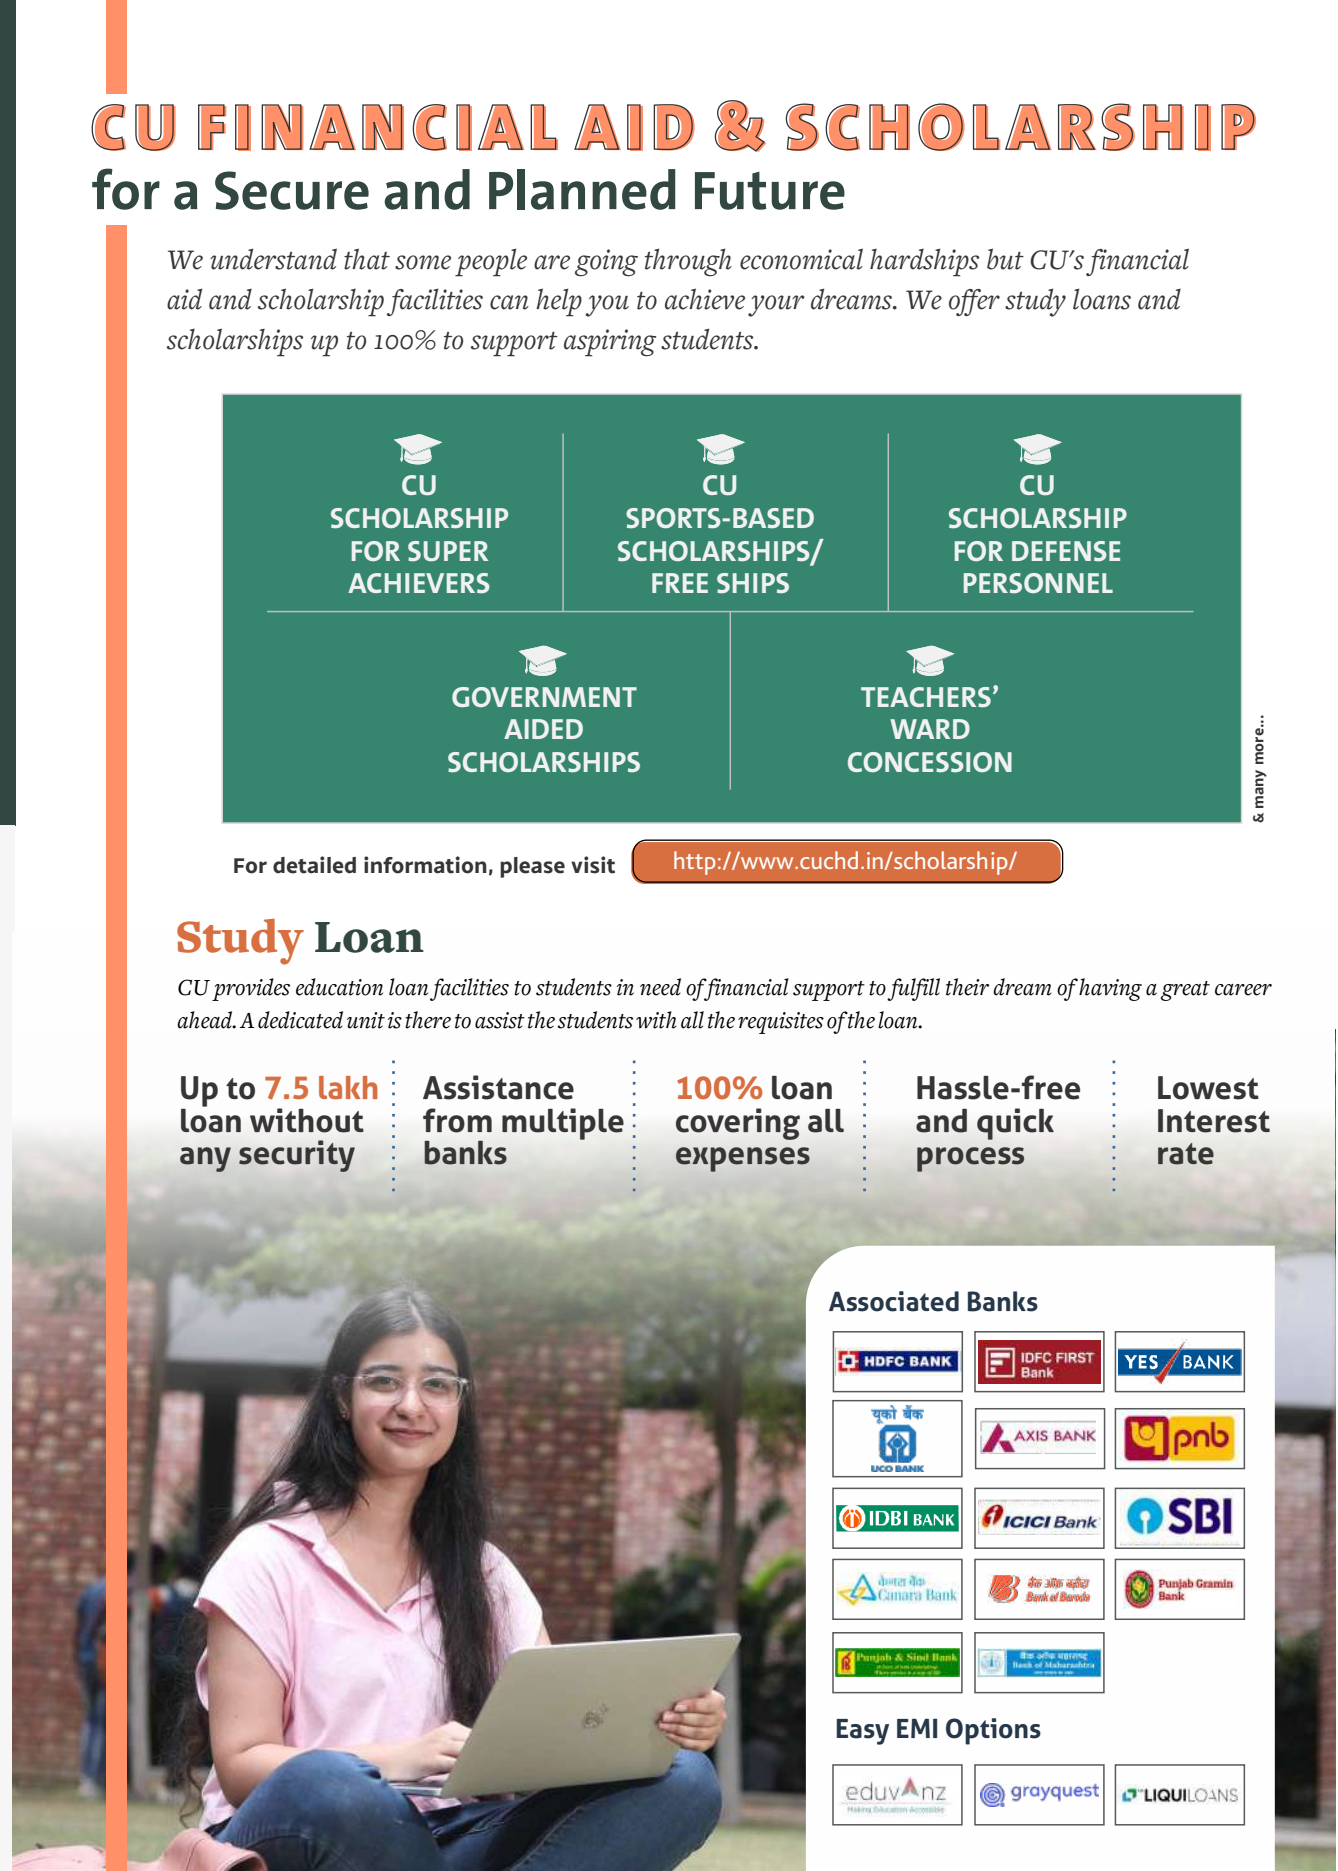 CU FINANCIAL AID & SCHOLARSHIP
for a Secure and Planned Future
We understand that some people are going through economical hardships but CU's financial
aid and scholarship facilities can help you to achieve your dreams. We offer study loans and
scholarships up to 100% to support aspiring students.
CU
SCHOLARSHIP
FOR SUPER
ACHIEVERS
CU
SPORTS-BASED
SCHOLARSHIPS/
FREE SHIPS
CU
SCHOLARSHIP
FOR DEFENSE
PERSONNEL
GOVERNMENT
AIDED
SCHOLARSHIPS
TEACHERS'
WARD
CONCESSION
& many more...
For detailed information, please visit
http://www.cuchd.in/scholarship/
Study Loan
CU provides education loan facilities to students in need of financial support to fulfill their dream of having a great career
ahead. A dedicated unit is there to assist the students with all the requisites of the loan.
Up to 7.5 lakh
loan without
any security
Assistance
from multiple
banks
100% loan
covering all
expenses
Hassle-free
and quick
process
Lowest
Interest
rate
Associated Banks
HDFC BANK
IDFC FIRST
Bank
YES BANK
यूको बैंक
UCO BANK
AXIS BANK
pnb
IDBI BANK
ICICI Bank
SBI
केनरा बैंक
Canara Bank
बैंक ऑफ़ बड़ौदा
Bank of Baroda
Punjab Gramin
Bank
Punjab & Sind Bank
बैंक ऑफ महाराष्ट्र
Bank of Maharashtra
Easy EMI Options
eduvanz
Making Education Accessible
grayquest
LIQUILOANS